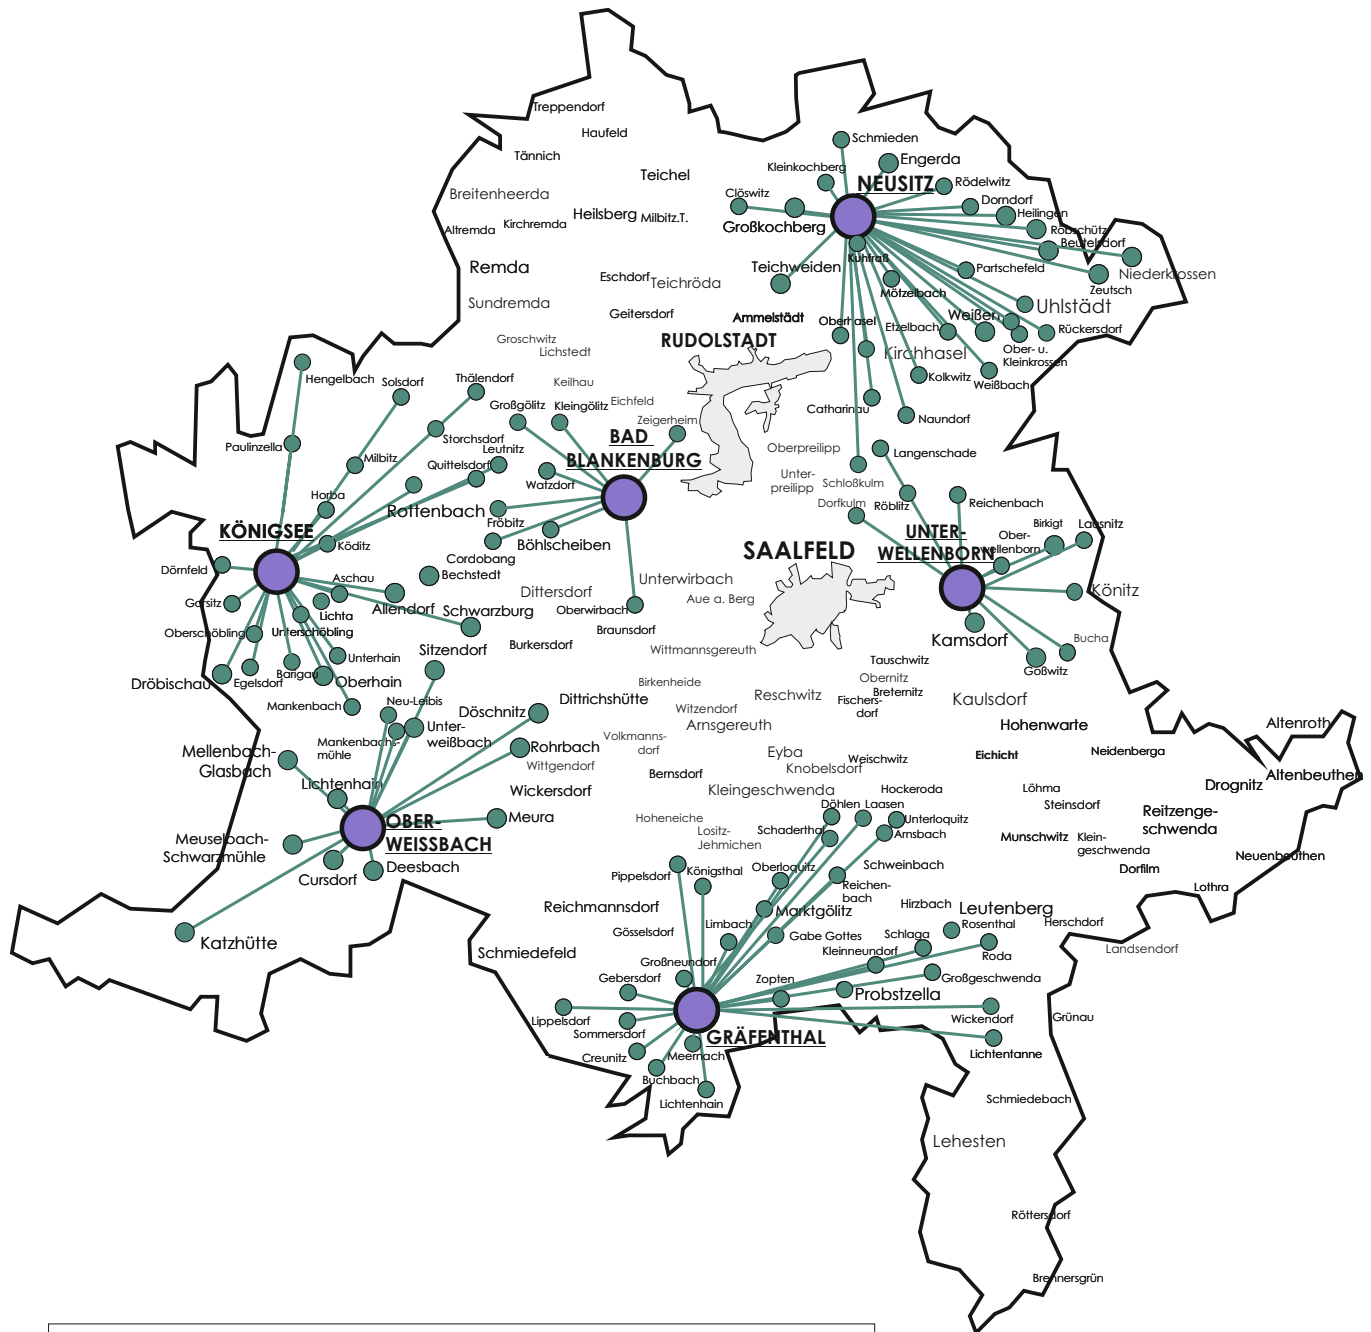 Treppendorf
Haufeld
Schmieden
Tännich
Engerda
Kleinkochberg
Teichel
NEUSITZ
Rödelwitz
Breitenheerda
Clöswitz
Dorndorf
Heilsberg
Milbitz.T.
Heilingen
Kirchremda
Altremda
Großkochberg
Röbschütz
Beutelsdorf
Kuhfraß
Remda
Teichweiden
Partschefeld
Niederkrossen
Eschdorf
Teichröda
Mötzelbach
Zeutsch
Sundremda
Uhlstädt
Geitersdorf
Ammelstädt
Oberhasel
Etzelbach
Weißen
Rückersdorf
Groschwitz
RUDOLSTADT
Lichstedt
Kirchhasel
Ober- u.
Kleinkrossen
Hengelbach
Solsdorf
Thälendorf
Keilhau
Kolkwitz
Weißbach
Großgölitz
Kleingölitz
Eichfeld
Catharinau
Naundorf
Zeigerheim
Paulinzella
Storchsdorf
BAD
BLANKENBURG
Oberpreilipp
Langenschade
Milbitz
Leutnitz
Quittelsdorf
Watzdorf
Unter-
preilipp
Schloßkulm
Horba
Rottenbach
Dorfkulm
Röblitz
Reichenbach
KÖNIGSEE
Fröbitz
Birkigt
Lausnitz
Köditz
Böhlscheiben
SAALFELD
UNTER-
WELLENBORN
Ober-
wellenborn
Cordobang
Dörnfeld
Aschau
Bechstedt
Unterwirbach
Garsitz
Dittersdorf
Aue a. Berg
Könitz
Lichta
Allendorf
Schwarzburg
Oberwirbach
Oberschöbling
Unterschöbling
Braunsdorf
Kamsdorf
Bucha
Sitzendorf
Burkersdorf
Wittmannsgereuth
Unterhain
Tauschwitz
Goßwitz
Dröbischau
Egelsdorf
Barigau
Oberhain
Birkenheide
Obernitz
Breternitz
Mankenbach
Neu-Leibis
Dittrichshütte
Reschwitz
Fischers-
dorf
Kaulsdorf
Döschnitz
Witzendorf
Arnsgereuth
Hohenwarte
Altenroth
Mankenbachs-
mühle
Unter-
weißbach
Volkmanns-
dorf
Mellenbach-
Glasbach
Rohrbach
Eyba
Weischwitz
Eichicht
Neidenberga
Wittgendorf
Knobelsdorf
Bernsdorf
Altenbeuthen
Lichtenhain
Wickersdorf
Kleingeschwenda
Hockeroda
Löhma
Drognitz
Döhlen
Laasen
Steinsdorf
OBER-
WEISSBACH
Meura
Hoheneiche
Unterloquitz
Reitzenge-
schwenda
Lositz-
Jehmichen
Schaderthal
Arnsbach
Munschwitz
Klein-
geschwenda
Meuselbach-
Schwarzmühle
Neuenbeuthen
Deesbach
Pippelsdorf
Königsthal
Oberloquitz
Schweinbach
Dorfilm
Cursdorf
Reichen-
bach
Lothra
Reichmannsdorf
Marktgölitz
Hirzbach
Leutenberg
Limbach
Herschdorf
Gösselsdorf
Gabe Gottes
Schlaga
Rosenthal
Katzhütte
Schmiedefeld
Kleinneundorf
Roda
Landsendorf
Großneundorf
Gebersdorf
Zopten
Großgeschwenda
Probstzella
Lippelsdorf
Sommersdorf
Wickendorf
Grünau
GRÄFENTHAL
Creunitz
Meernach
Lichtentanne
Buchbach
Lichtenhain
Schmiedebach
Lehesten
Röttersdorf
Brennersgrün